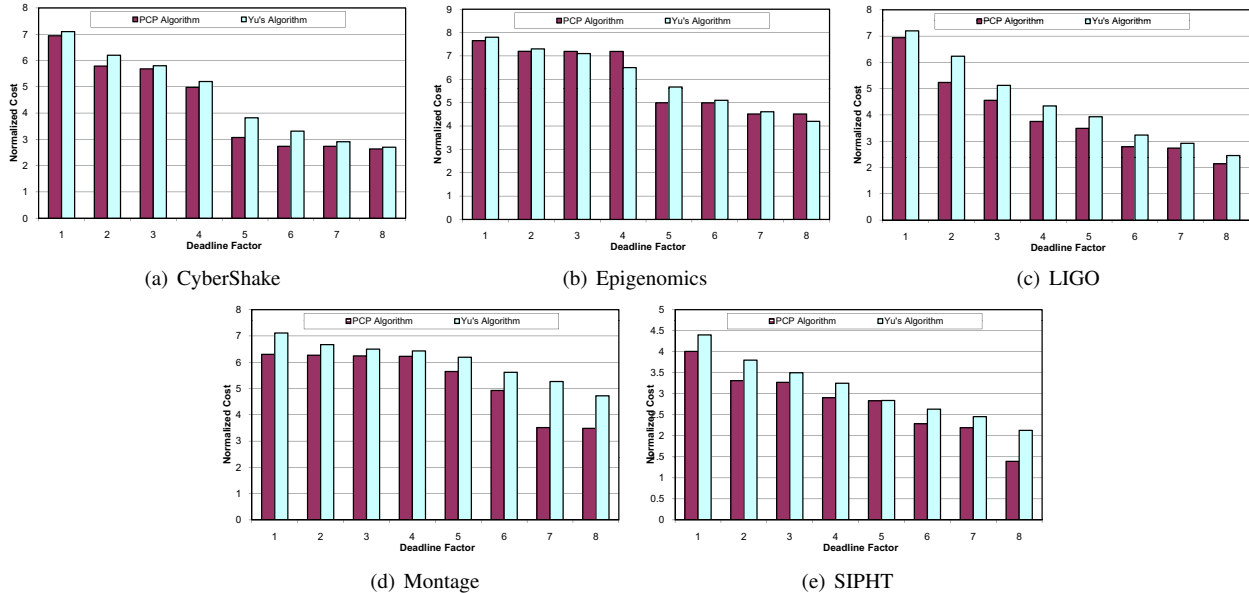 PCP Algorithm Yu's Algorithm
Normalized Cost
8
7
6
5
4
3
2
1
0
1 2 3 4 5 6 7 8
Deadline Factor
(a) CyberShake
PCP Algorithm Yu's Algorithm
Normalized Cost
9
8
7
6
5
4
3
2
1
0
1 2 3 4 5 6 7 8
Deadline Factor
(b) Epigenomics
PCP Algorithm Yu's Algorithm
Normalized Cost
8
7
6
5
4
3
2
1
0
1 2 3 4 5 6 7 8
Deadline Factor
(c) LIGO
PCP Algorithm Yu's Algorithm
Normalized Cost
8
7
6
5
4
3
2
1
0
1 2 3 4 5 6 7 8
Deadline Factor
(d) Montage
PCP Algorithm Yu's Algorithm
Normalized Cost
5
4.5
4
3.5
3
2.5
2
1.5
1
0.5
0
1 2 3 4 5 6 7 8
Deadline Factor
(e) SIPHT